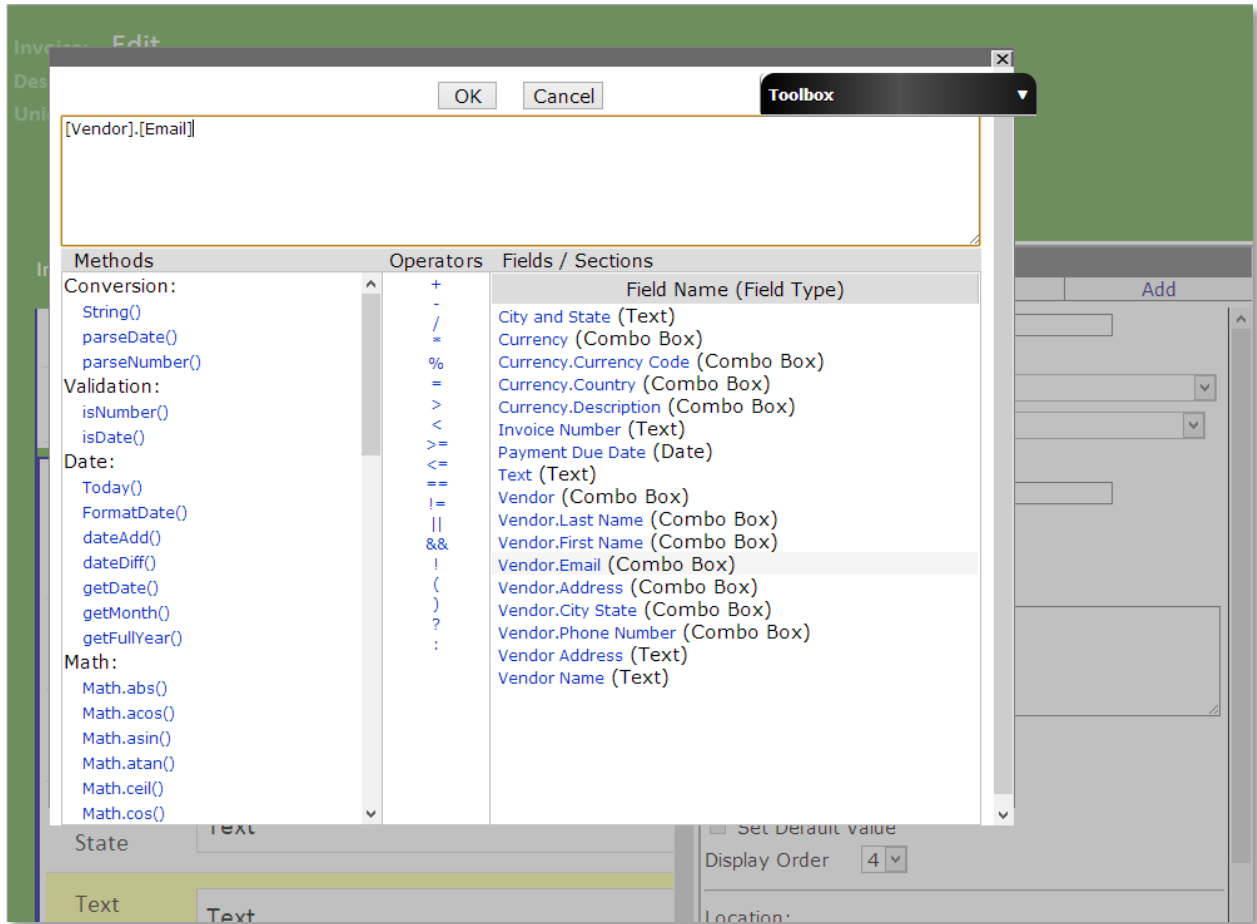 Invoice: Edit
Des
Uni
OK Cancel
Toolbox
[Vendor].[Email]
Methods Operators Fields / Sections
Conversion:
String()
parseDate()
parseNumber()
Validation:
isNumber()
isDate()
Date:
Today()
FormatDate()
dateAdd()
dateDiff()
getDate()
getMonth()
getFullYear()
Math:
Math.abs()
Math.acos()
Math.asin()
Math.atan()
Math.ceil()
Math.cos()
+
-
/
*
%
=
>
<
>=
<=
==
!=
||
&&
!
(
)
?
:
Field Name (Field Type)
City and State (Text)
Currency (Combo Box)
Currency.Currency Code (Combo Box)
Currency.Country (Combo Box)
Currency.Description (Combo Box)
Invoice Number (Text)
Payment Due Date (Date)
Text (Text)
Vendor (Combo Box)
Vendor.Last Name (Combo Box)
Vendor.First Name (Combo Box)
Vendor.Email (Combo Box)
Vendor.Address (Combo Box)
Vendor.City State (Combo Box)
Vendor.Phone Number (Combo Box)
Vendor Address (Text)
Vendor Name (Text)
Add
State
Text
Set Default Value
Display Order 4
Text
Text
Location: